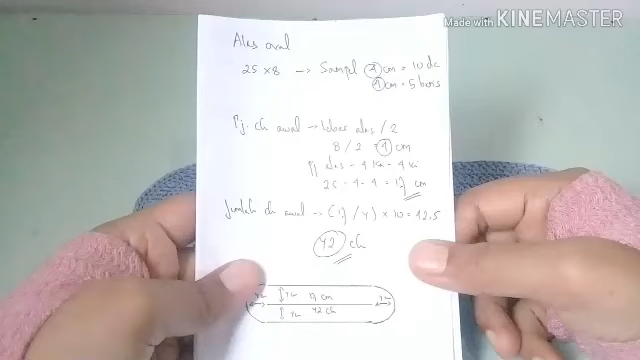 Made with KINEMASTER
Alas oval
25 x 8 → Sampel 4 cm = 10 dc
4 cm = 5 baris
Pj. ch awal → lebar alas / 2
8 / 2 = 4 cm
Pj alas - 4 Ka - 4 Ki
25 - 4 - 4 = 17 cm
Jumlah ch awal → (17 / 4) x 10 = 42.5
42 ch
17 cm
42 ch